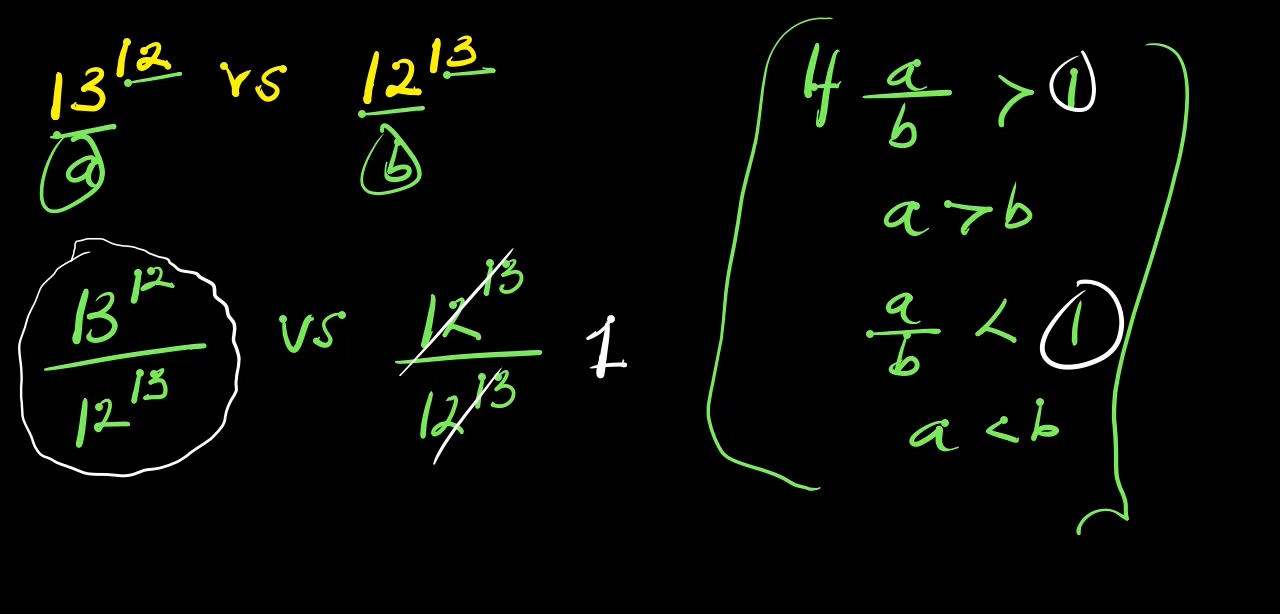 13^12 vs 12^13
a b
13^12 / 12^13 vs 12^13 / 12^13 1
If a/b > 1
a > b
a/b < 1
a < b